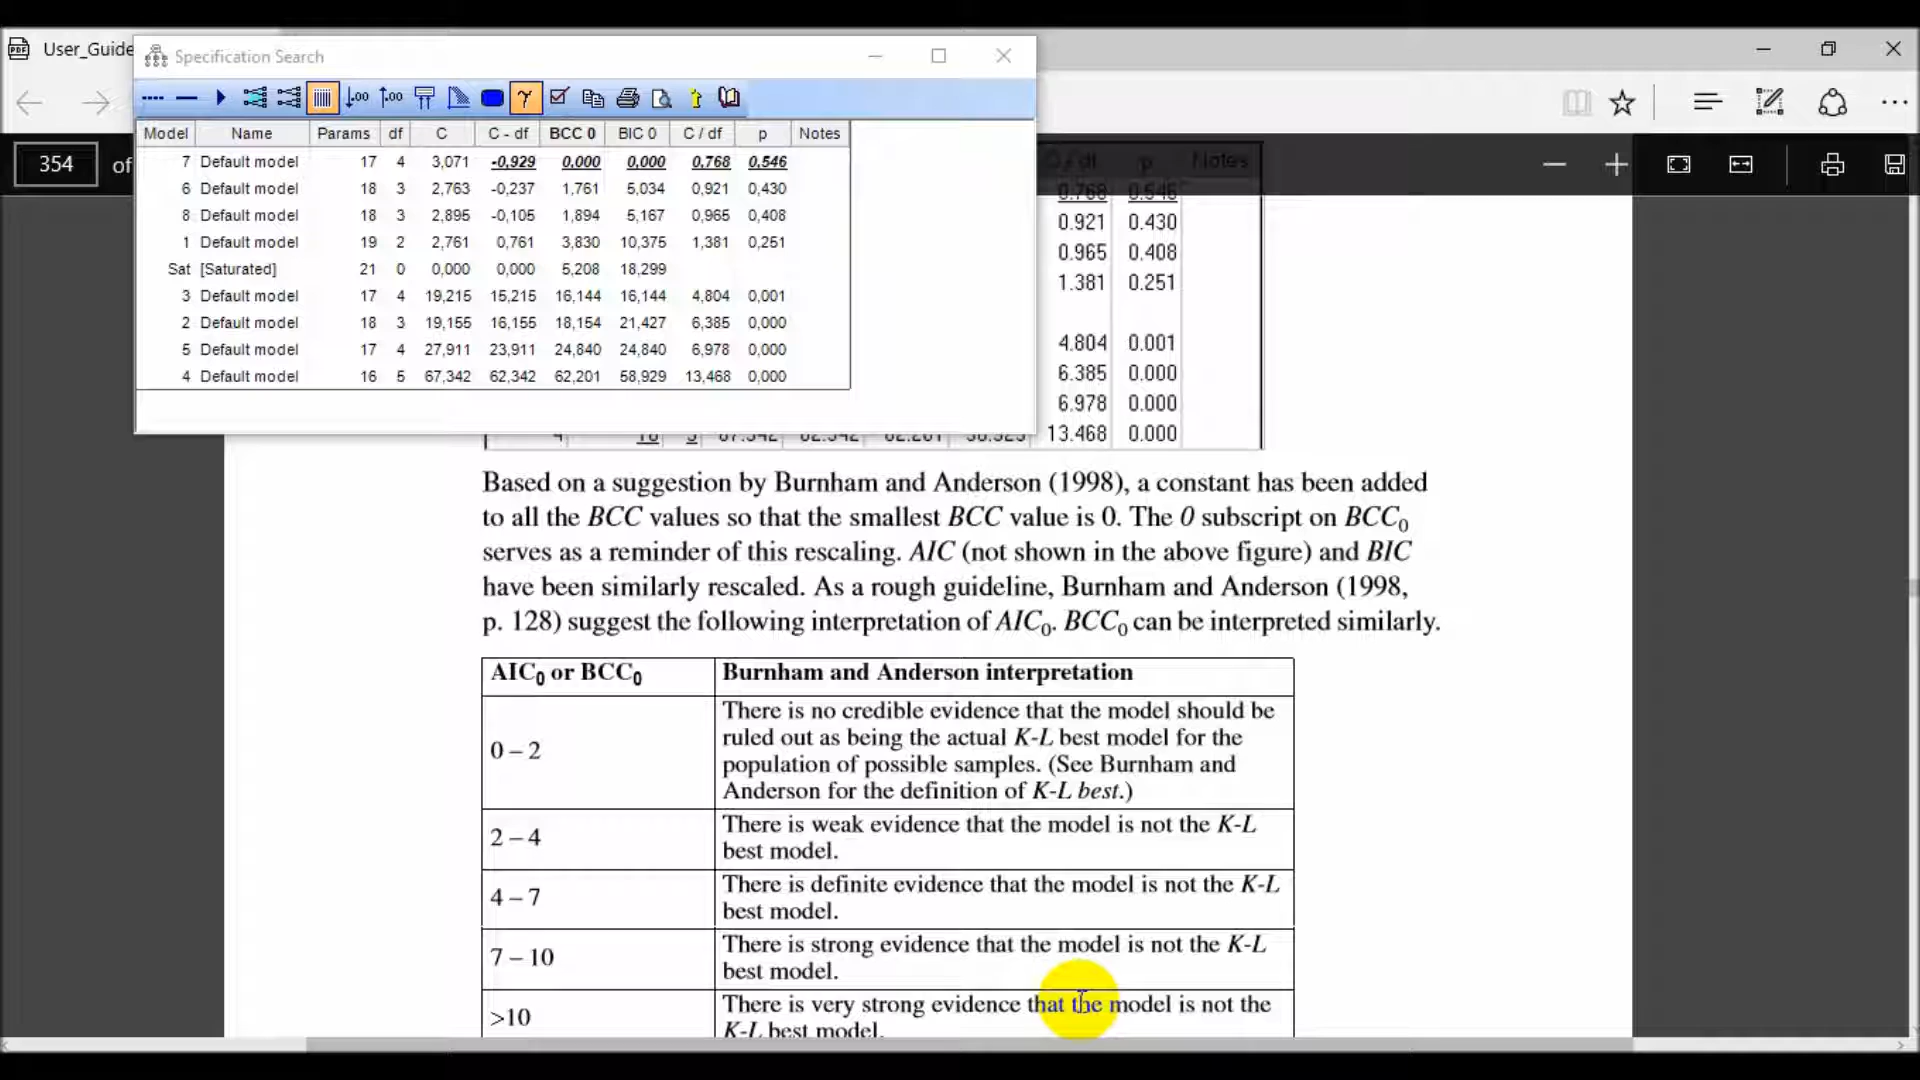 User_Guide
Specification Search
Model Name Params df C C - df BCC 0 BIC 0 C / df p Notes
7 Default model 17 4 3,071 -0,929 0,000 0,000 0,768 0,546
6 Default model 18 3 2,763 -0,237 1,761 5,034 0,921 0,430
8 Default model 18 3 2,895 -0,105 1,894 5,167 0,965 0,408
1 Default model 19 2 2,761 0,761 3,830 10,375 1,381 0,251
Sat [Saturated] 21 0 0,000 0,000 5,208 18,299
3 Default model 17 4 19,215 15,215 16,144 16,144 4,804 0,001
2 Default model 18 3 19,155 16,155 18,154 21,427 6,385 0,000
5 Default model 17 4 27,911 23,911 24,840 24,840 6,978 0,000
4 Default model 16 5 67,342 62,342 62,201 58,929 13,468 0,000
354 of
C / df p Notes
0.768 0.546
0.921 0.430
0.965 0.408
1.381 0.251
4.804 0.001
6.385 0.000
6.978 0.000
13.468 0.000
Based on a suggestion by Burnham and Anderson (1998), a constant has been added
to all the BCC values so that the smallest BCC value is 0. The 0 subscript on BCC0
serves as a reminder of this rescaling. AIC (not shown in the above figure) and BIC
have been similarly rescaled. As a rough guideline, Burnham and Anderson (1998,
p. 128) suggest the following interpretation of AIC0. BCC0 can be interpreted similarly.
AIC0 or BCC0 Burnham and Anderson interpretation
0 – 2
There is no credible evidence that the model should be
ruled out as being the actual K-L best model for the
population of possible samples. (See Burnham and
Anderson for the definition of K-L best.)
2 – 4
There is weak evidence that the model is not the K-L
best model.
4 – 7
There is definite evidence that the model is not the K-L
best model.
7 – 10
There is strong evidence that the model is not the K-L
best model.
>10
There is very strong evidence that the model is not the
K-L best model.